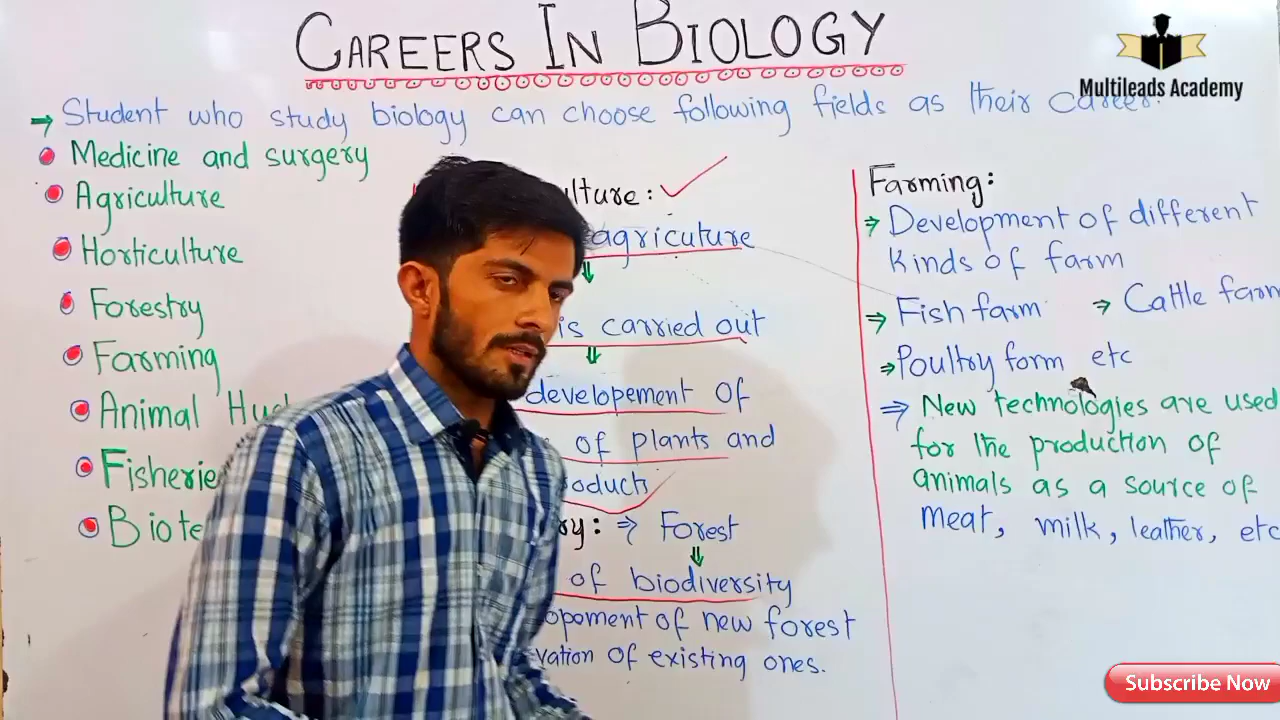 CAREERS IN BIOLOGY
Multileads Academy
→ Student who study biology can choose following fields as their career.
Medicine and surgery
Agriculture
Horticulture
Forestry
Farming
Animal
Fisherie
Biote
ulture:
agricuture
is carried out
developement of
of plants and
oducts
ry: ⇒ Forest
of biodiversity
opoment of new forest
vation of existing ones.
Farming:
⇒ Development of different
kinds of farm
⇒ Fish farm → Cattle farm
⇒ Poultry form etc
⇒ New technologies are used
for the production of
animals as a source of
meat, milk, leather, etc
Subscribe Now